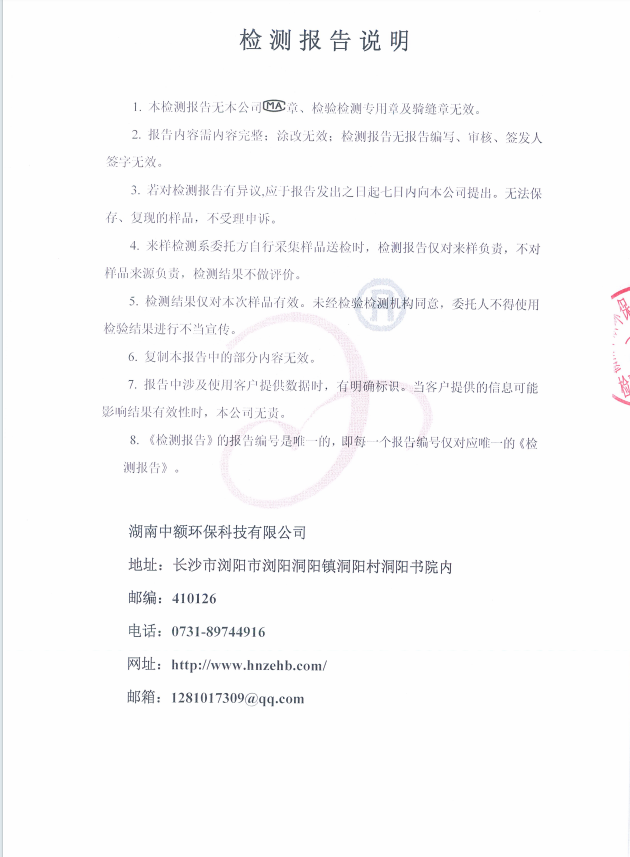 检测报告说明
1. 本检测报告无本公司MA章、检验检测专用章及骑缝章无效。
2. 报告内容需内容完整；涂改无效；检测报告无报告编写、审核、签发人
签字无效。
3. 若对检测报告有异议,应于报告发出之日起七日内向本公司提出。无法保
存、复现的样品，不受理申诉。
4. 来样检测系委托方自行采集样品送检时，检测报告仅对来样负责，不对
样品来源负责，检测结果不做评价。
5. 检测结果仅对本次样品有效。未经检验检测机构同意，委托人不得使用
检验结果进行不当宣传。
6. 复制本报告中的部分内容无效。
7. 报告中涉及使用客户提供数据时，有明确标识。当客户提供的信息可能
影响结果有效性时，本公司无责。
8. 《检测报告》的报告编号是唯一的，即每一个报告编号仅对应唯一的《检
测报告》。
®
湖南中额环保科技有限公司
地址：长沙市浏阳市浏阳洞阳镇洞阳村洞阳书院内
邮编：410126
电话：0731-89744916
网址：http://www.hnzehb.com/
邮箱：1281017309@qq.com
保
检